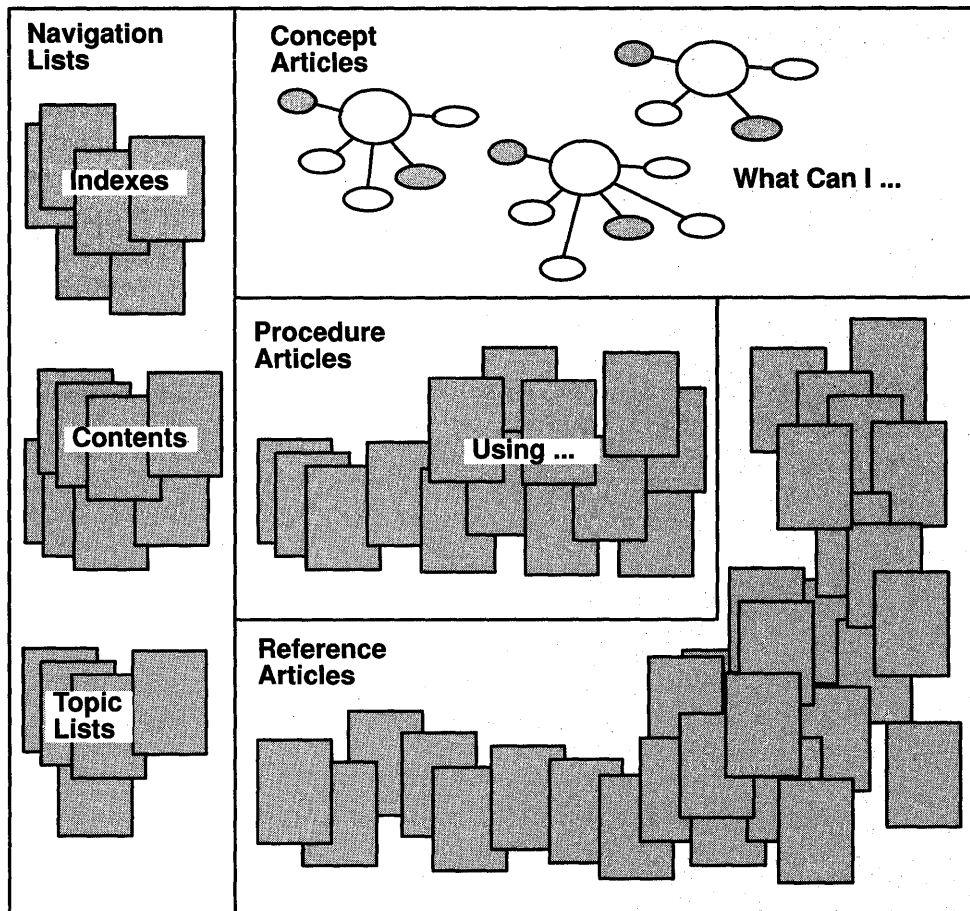 Navigation
Lists
Indexes
Contents
Topic
Lists
Concept
Articles
What Can I ...
Procedure
Articles
Using ...
Reference
Articles